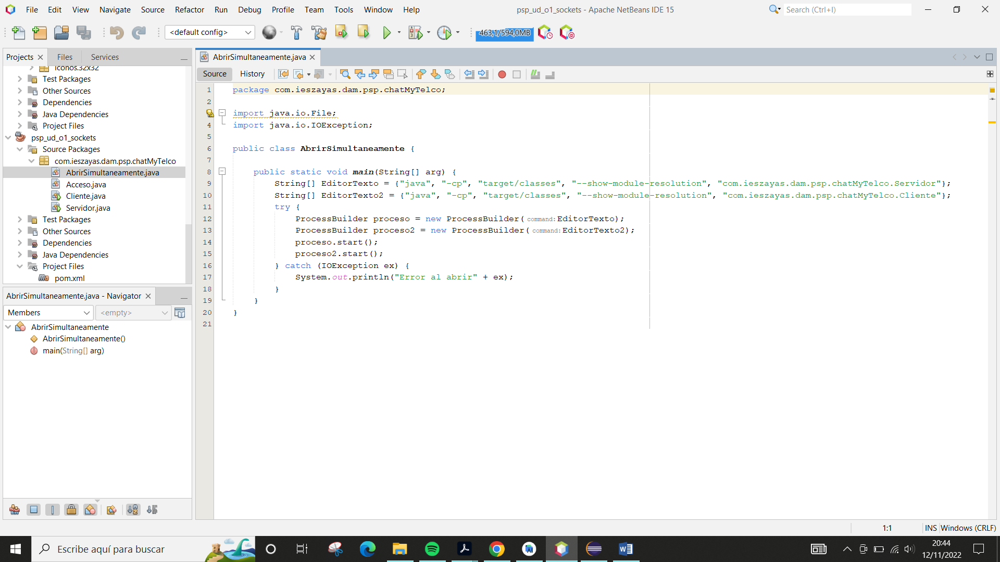 File Edit View Navigate Source Refactor Run Debug Profile Team Tools Window Help
psp_ud_o1_sockets - Apache NetBeans IDE 15
Search (Ctrl+I)
<default config>
463,1/594,0MB
Projects
Files
Services
Iconos.32x32
Test Packages
Other Sources
Dependencies
Java Dependencies
Project Files
psp_ud_o1_sockets
Source Packages
com.ieszayas.dam.psp.chatMyTelco
AbrirSimultaneamente.java
Acceso.java
Cliente.java
Servidor.java
Test Packages
Other Sources
Dependencies
Java Dependencies
Project Files
pom.xml
AbrirSimultaneamente.java - Navigator
Members
<empty>
AbrirSimultaneamente
AbrirSimultaneamente()
main(String[] arg)
AbrirSimultaneamente.java
Source History
1 package com.ieszayas.dam.psp.chatMyTelco;
2
import java.io.File;
4 import java.io.IOException;
5
6 public class AbrirSimultaneamente {
7
8 public static void main(String[] arg) {
9 String[] EditorTexto = {"java", "-cp", "target/classes", "--show-module-resolution", "com.ieszayas.dam.psp.chatMyTelco.Servidor"};
10 String[] EditorTexto2 = {"java", "-cp", "target/classes", "--show-module-resolution", "com.ieszayas.dam.psp.chatMyTelco.Cliente"};
11 try {
12 ProcessBuilder proceso = new ProcessBuilder(command:EditorTexto);
13 ProcessBuilder proceso2 = new ProcessBuilder(command:EditorTexto2);
14 proceso.start();
15 proceso2.start();
16 } catch (IOException ex) {
17 System.out.println("Error al abrir" + ex);
18 }
19 }
20 }
21
1:1 INS Windows (CRLF)
Escribe aquí para buscar
20:44
12/11/2022